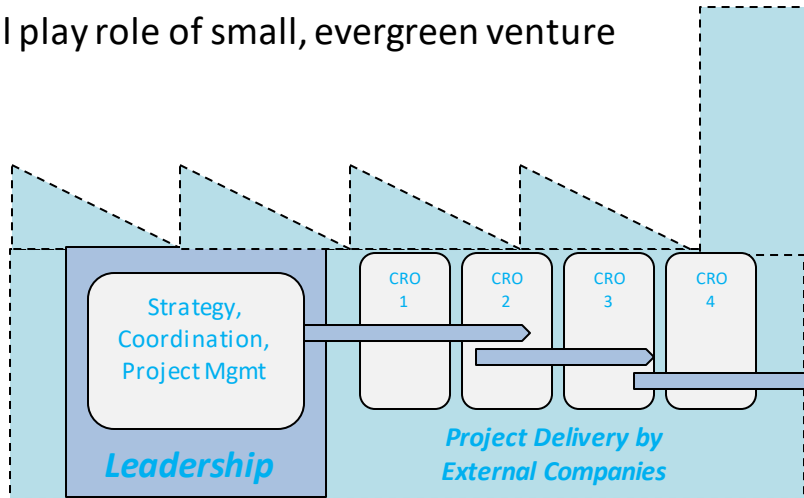 l play role of small, evergreen venture
Strategy,
Coordination,
Project Mgmt
Leadership
CRO
1
CRO
2
CRO
3
CRO
4
Project Delivery by
External Companies